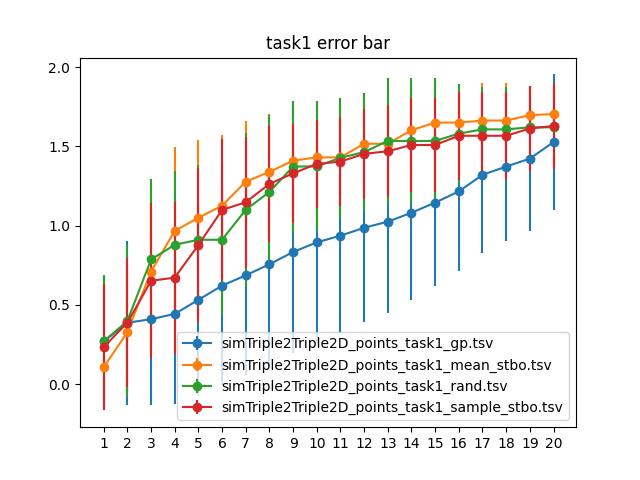 task1 error bar
2.0
1.5
1.0
0.5
0.0
simTriple2Triple2D_points_task1_gp.tsv
simTriple2Triple2D_points_task1_mean_stbo.tsv
simTriple2Triple2D_points_task1_rand.tsv
simTriple2Triple2D_points_task1_sample_stbo.tsv
1 2 3 4 5 6 7 8 9 10 11 12 13 14 15 16 17 18 19 20